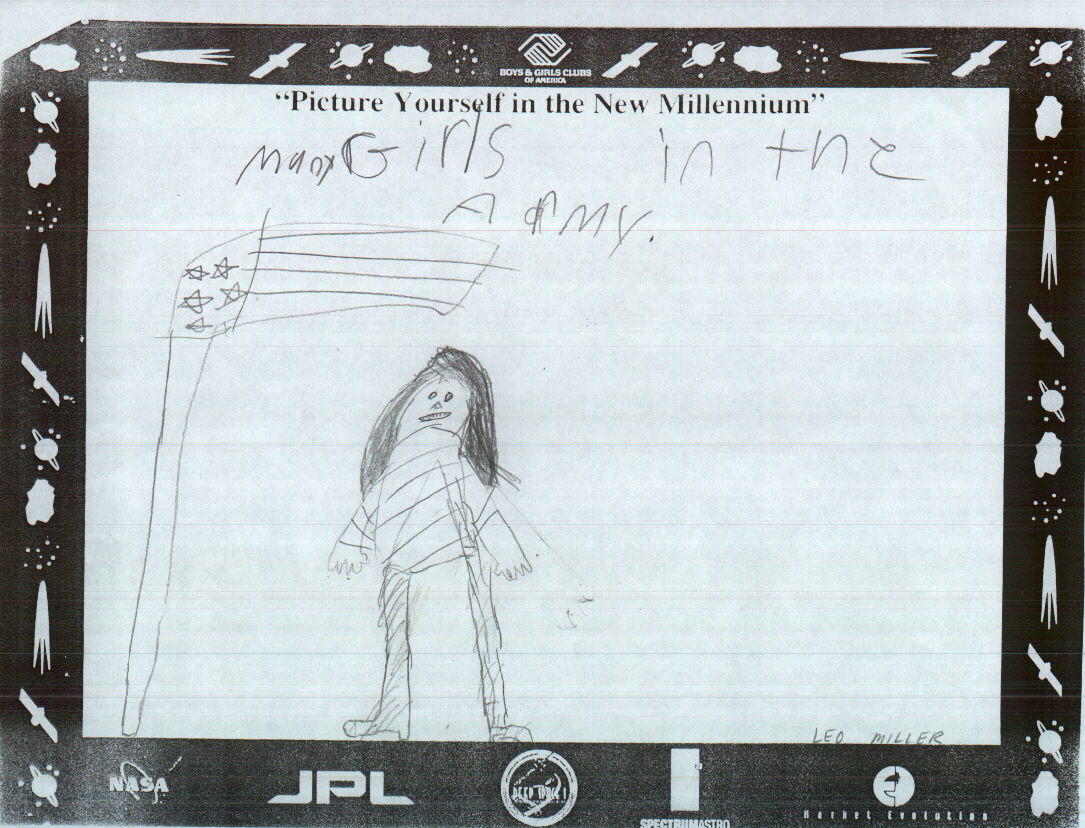 BOYS & GIRLS CLUBS
OF AMERICA
“Picture Yourself in the New Millennium”
many Girls in the
Army.
LEO MILLER
NASA
JPL
DEEP SPACE 1
SPECTRUMASTRO
Market Evolution